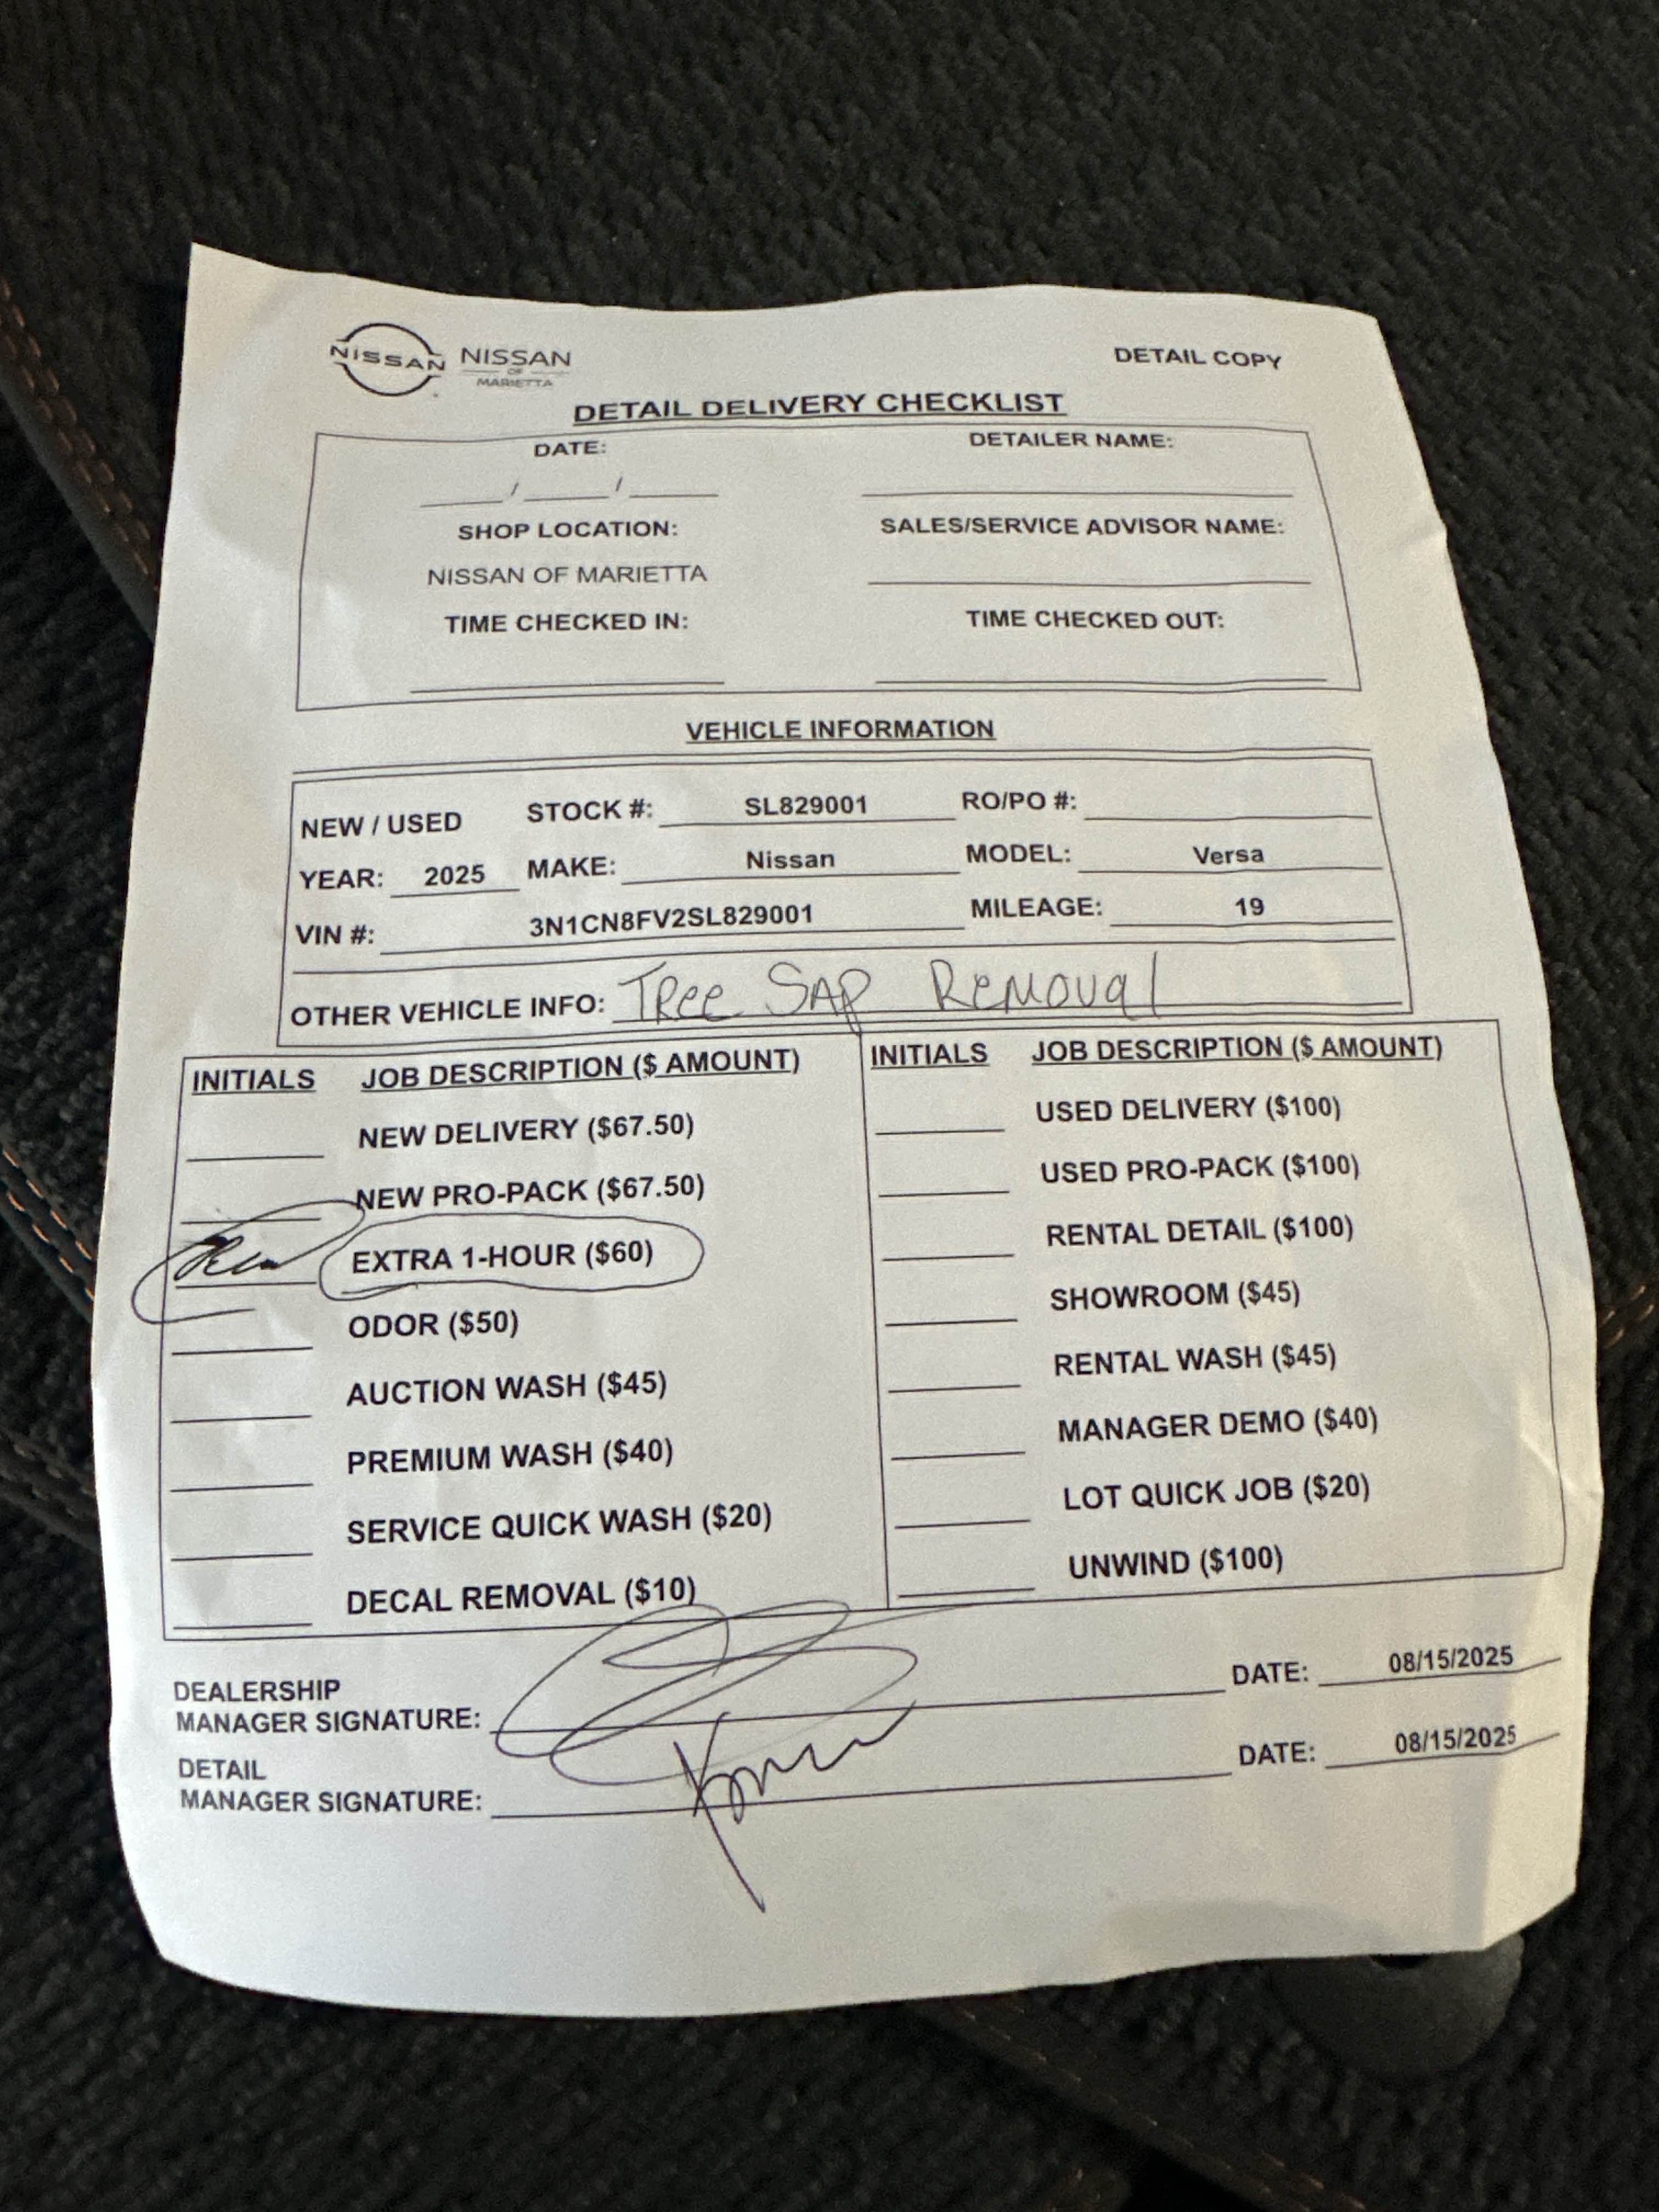 NISSAN NISSAN OF MARIETTA
DETAIL COPY
DETAIL DELIVERY CHECKLIST
DATE: DETAILER NAME:
/ /
SHOP LOCATION: SALES/SERVICE ADVISOR NAME:
NISSAN OF MARIETTA
TIME CHECKED IN: TIME CHECKED OUT:
VEHICLE INFORMATION
NEW / USED STOCK #: SL829001 RO/PO #:
YEAR: 2025 MAKE: Nissan MODEL: Versa
VIN #: 3N1CN8FV2SL829001 MILEAGE: 19
OTHER VEHICLE INFO: Tree SAP Removal
INITIALS JOB DESCRIPTION ($ AMOUNT)
NEW DELIVERY ($67.50)
NEW PRO-PACK ($67.50)
EXTRA 1-HOUR ($60)
ODOR ($50)
AUCTION WASH ($45)
PREMIUM WASH ($40)
SERVICE QUICK WASH ($20)
DECAL REMOVAL ($10)
INITIALS JOB DESCRIPTION ($ AMOUNT)
USED DELIVERY ($100)
USED PRO-PACK ($100)
RENTAL DETAIL ($100)
SHOWROOM ($45)
RENTAL WASH ($45)
MANAGER DEMO ($40)
LOT QUICK JOB ($20)
UNWIND ($100)
DEALERSHIP
MANAGER SIGNATURE: DATE: 08/15/2025
DETAIL
MANAGER SIGNATURE: DATE: 08/15/2025